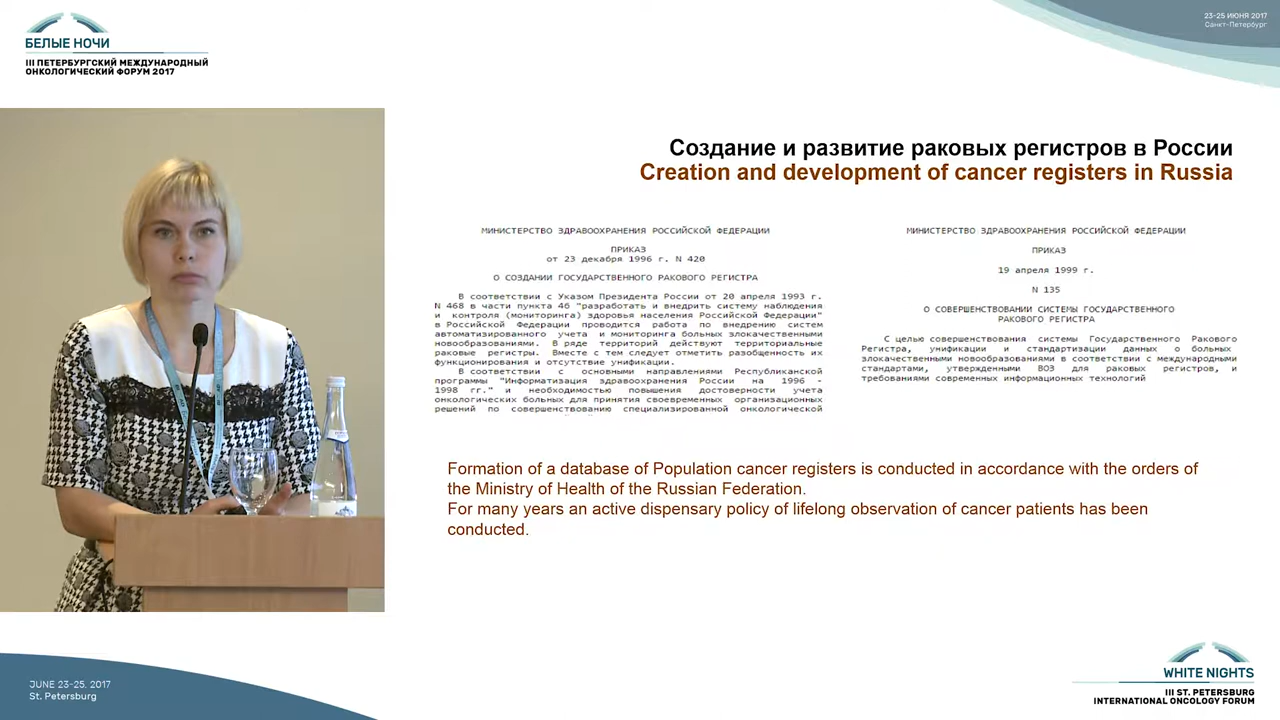 БЕЛЫЕ НОЧИ
III ПЕТЕРБУРГСКИЙ МЕЖДУНАРОДНЫЙ
ОНКОЛОГИЧЕСКИЙ ФОРУМ 2017
23-25 ИЮНЯ 2017
Санкт-Петербург
Создание и развитие раковых регистров в России
Creation and development of cancer registers in Russia
МИНИСТЕРСТВО ЗДРАВООХРАНЕНИЯ РОССИЙСКОЙ ФЕДЕРАЦИИ
ПРИКАЗ
от 23 декабря 1996 г. N 420
О СОЗДАНИИ ГОСУДАРСТВЕННОГО РАКОВОГО РЕГИСТРА
В соответствии с Указом Президента России от 20 апреля 1993 г.
N 468 в части пункта 46 "разработать и внедрить систему наблюдения
и контроля (мониторинга) здоровья населения Российской Федерации"
в Российской Федерации проводится работа по внедрению систем
автоматизированного учета и мониторинга больных злокачественными
новообразованиями. В ряде территорий действуют территориальные
раковые регистры. Вместе с тем следует отметить разобщенность их
функционирования и отсутствие унификации.
В соответствии с основными направлениями Республиканской
программы "Информатизация здравоохранения России на 1996 -
1998 гг." и необходимостью повышения достоверности учета
онкологических больных для принятия своевременных организационных
решений по совершенствованию специализированной онкологической
МИНИСТЕРСТВО ЗДРАВООХРАНЕНИЯ РОССИЙСКОЙ ФЕДЕРАЦИИ
ПРИКАЗ
19 апреля 1999 г.
N 135
О СОВЕРШЕНСТВОВАНИИ СИСТЕМЫ ГОСУДАРСТВЕННОГО
РАКОВОГО РЕГИСТРА
С целью совершенствования системы Государственного Ракового
Регистра, унификации и стандартизации данных о больных
злокачественными новообразованиями в соответствии с международными
стандартами, утвержденными ВОЗ для раковых регистров, и
требованиями современных информационных технологий
Formation of a database of Population cancer registers is conducted in accordance with the orders of
the Ministry of Health of the Russian Federation.
For many years an active dispensary policy of lifelong observation of cancer patients has been
conducted.
JUNE 23-25, 2017
St. Petersburg
WHITE NIGHTS
III ST. PETERSBURG
INTERNATIONAL ONCOLOGY FORUM